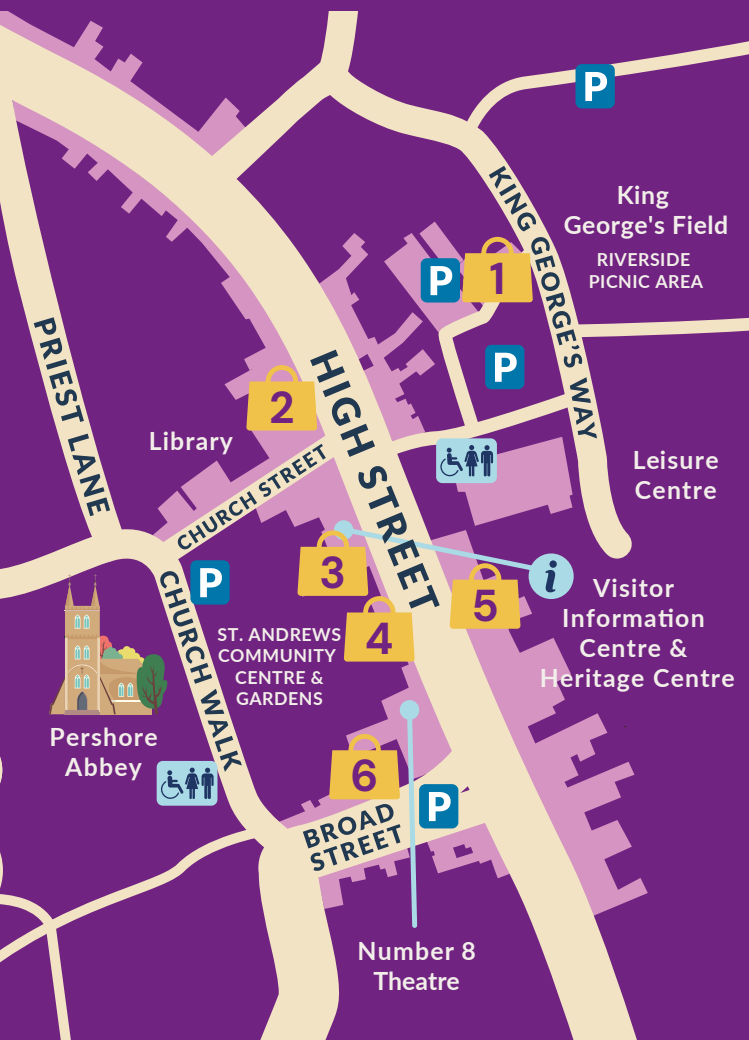 P
King
George's Field
RIVERSIDE
PICNIC AREA
KING GEORGE'S WAY
P
1
P
PRIEST LANE
HIGH STREET
2
Library
CHURCH STREET
Leisure
Centre
3
i
P
5
Visitor
Information
Centre &
Heritage Centre
CHURCH WALK
4
ST. ANDREWS
COMMUNITY
CENTRE &
GARDENS
Pershore
Abbey
6
P
BROAD
STREET
Number 8
Theatre